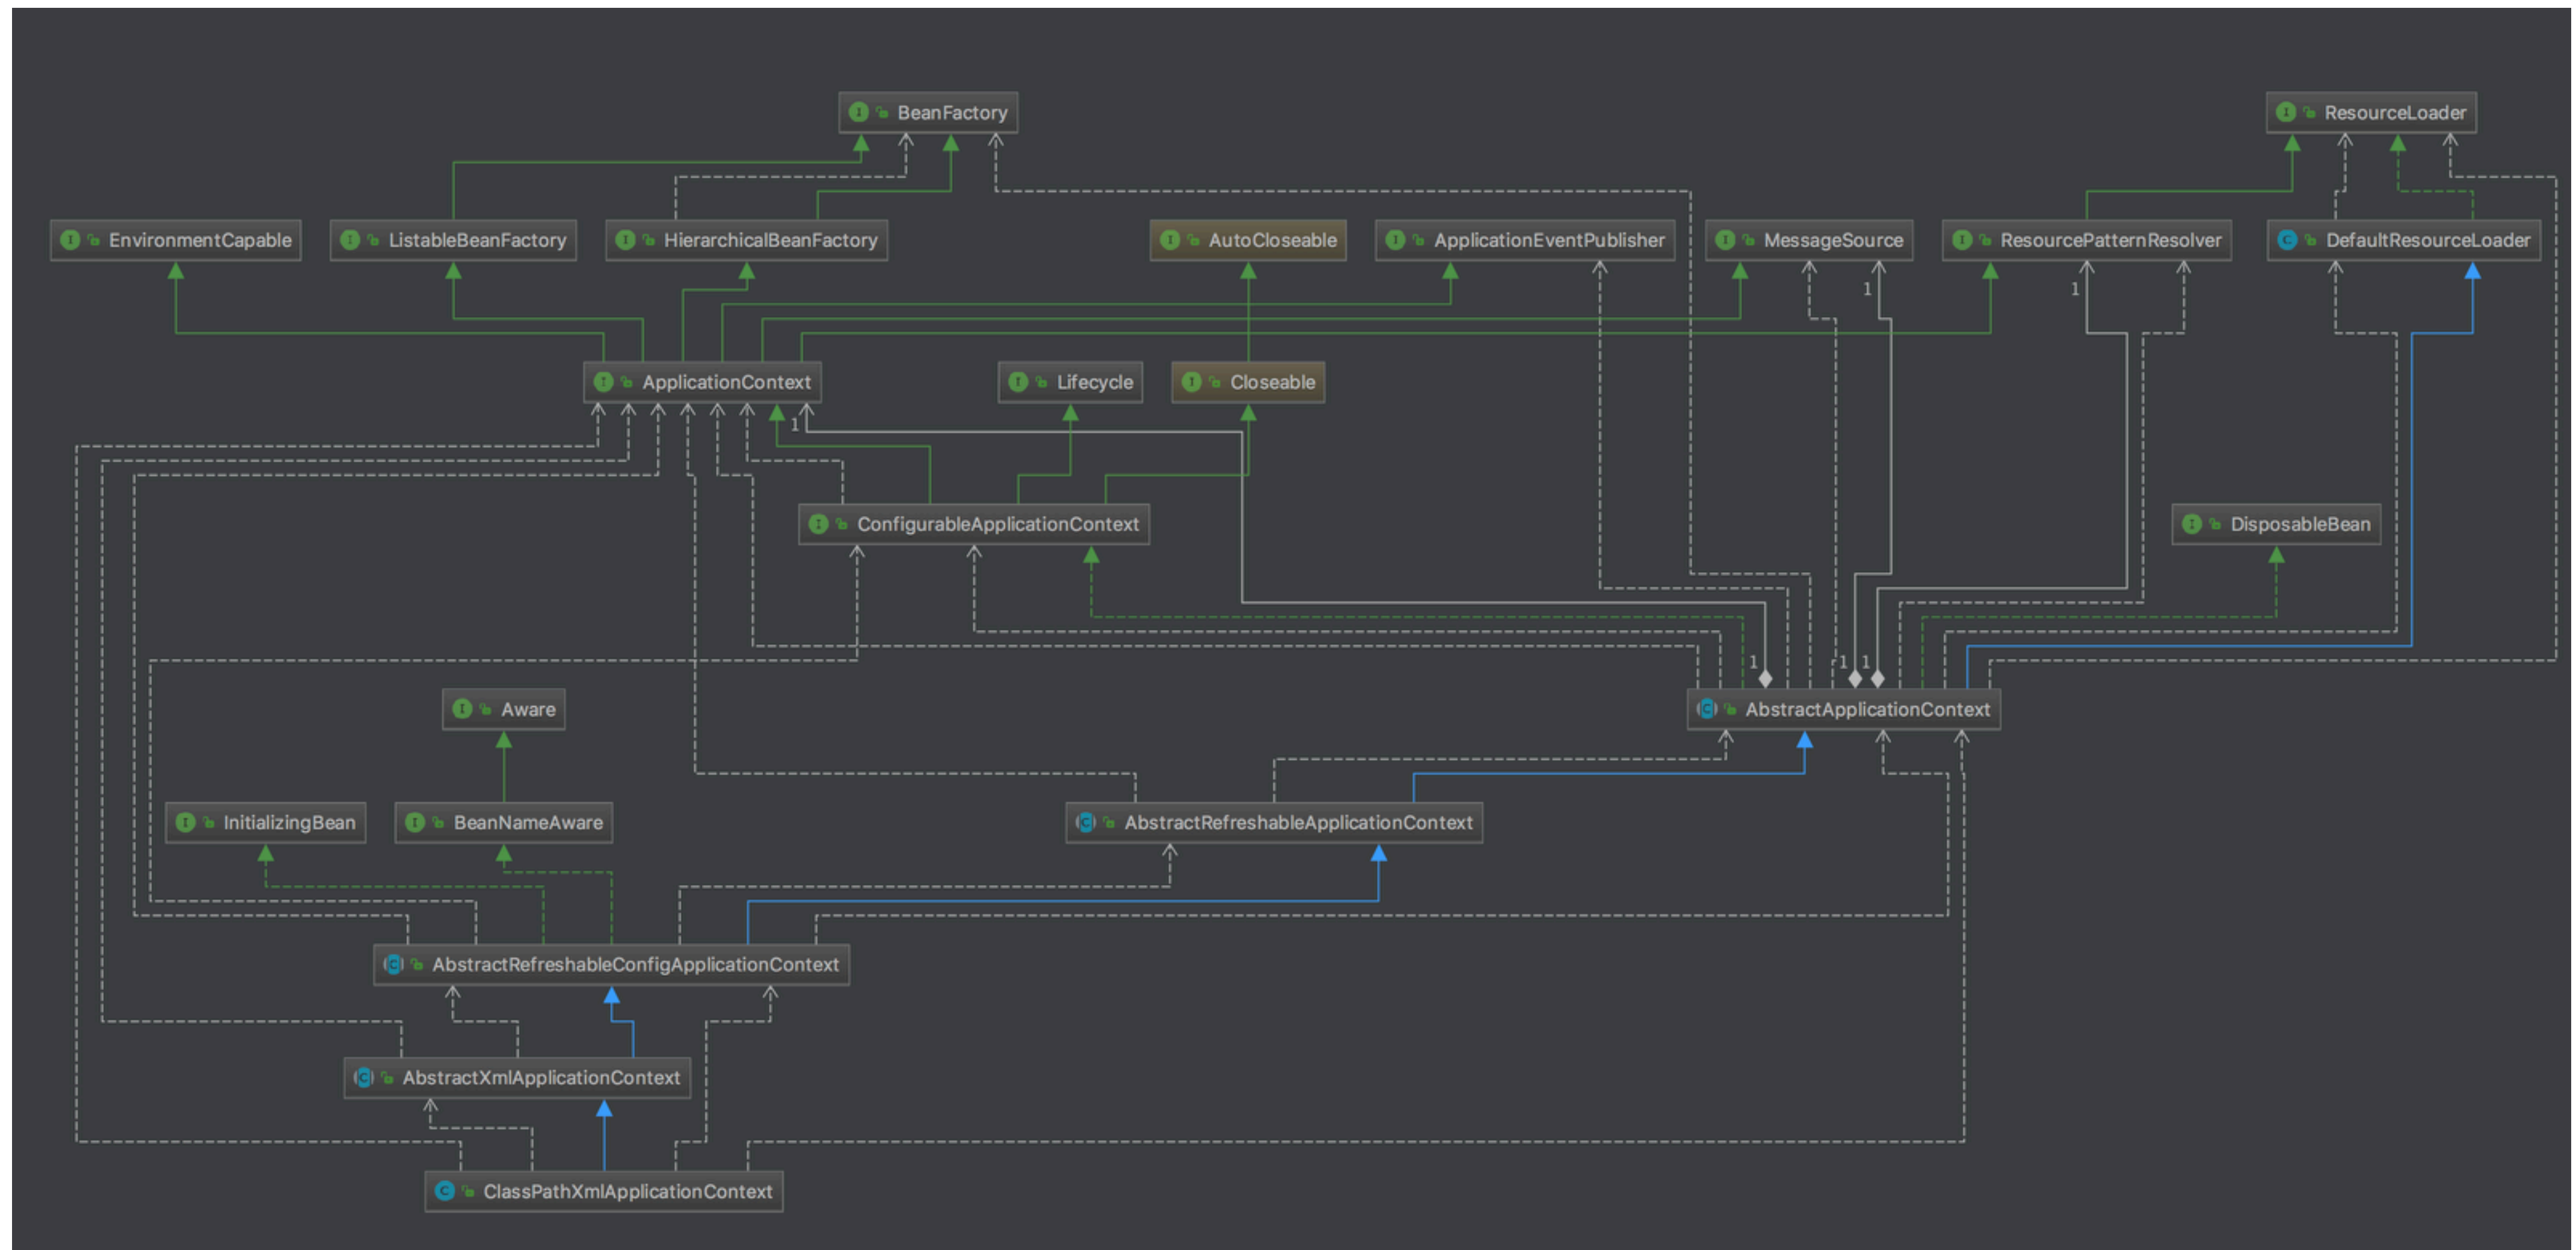 BeanFactory
ResourceLoader
EnvironmentCapable
ListableBeanFactory
HierarchicalBeanFactory
AutoCloseable
ApplicationEventPublisher
MessageSource
ResourcePatternResolver
DefaultResourceLoader
1
1
ApplicationContext
Lifecycle
Closeable
1
ConfigurableApplicationContext
DisposableBean
1
1
1
Aware
AbstractApplicationContext
InitializingBean
BeanNameAware
AbstractRefreshableApplicationContext
AbstractRefreshableConfigApplicationContext
AbstractXmlApplicationContext
ClassPathXmlApplicationContext